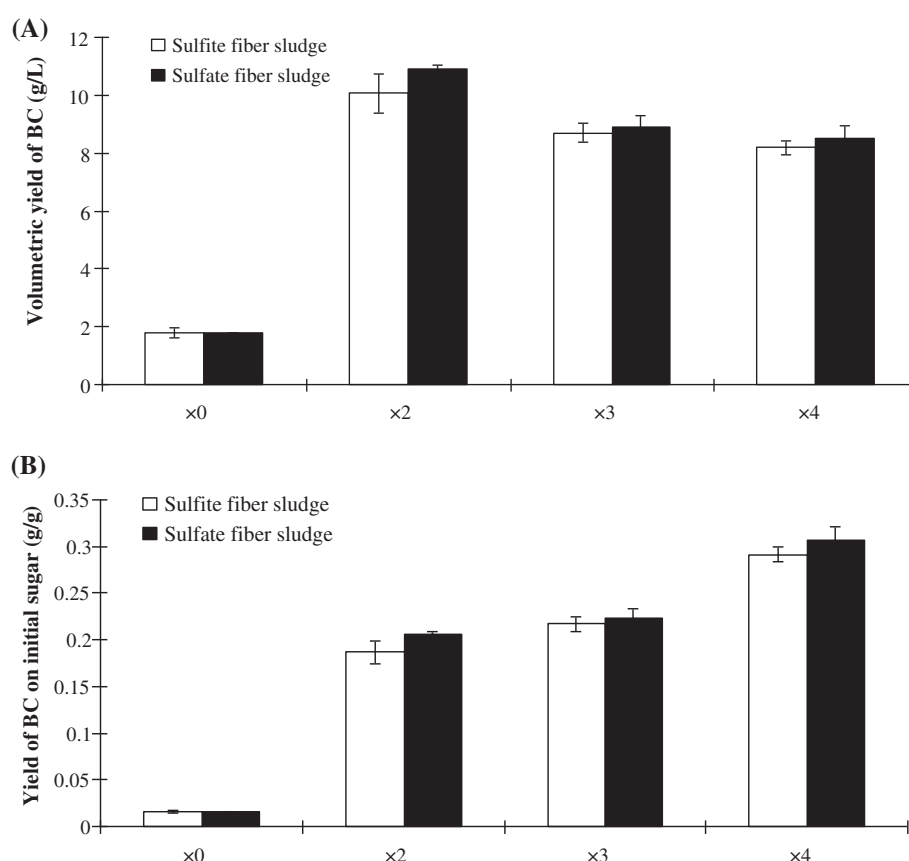 (A)
Volumetric yield of BC (g/L)
12
10
8
6
4
2
0
Sulfite fiber sludge
Sulfate fiber sludge
×0
×2
×3
×4
(B)
Yield of BC on initial sugar (g/g)
0.35
0.3
0.25
0.2
0.15
0.1
0.05
0
Sulfite fiber sludge
Sulfate fiber sludge
×0
×2
×3
×4